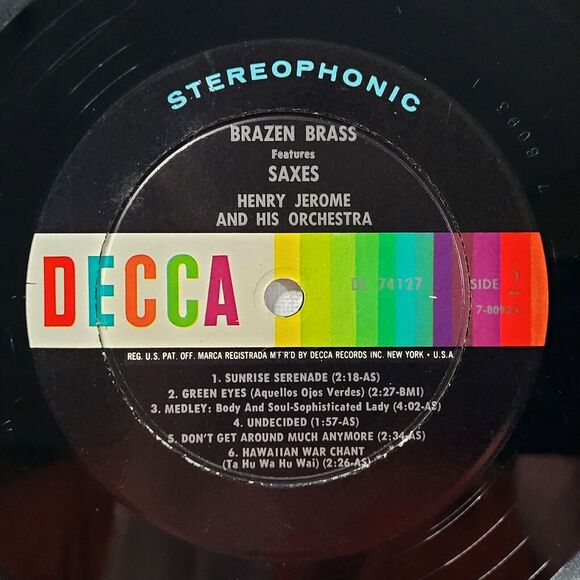 STEREOPHONIC
BRAZEN BRASS
Features
SAXES
HENRY JEROME
AND HIS ORCHESTRA
DECCA
DL 74127
SIDE 2
REG. U.S. PAT. OFF. MARCA REGISTRADA M'F'R'D BY DECCA RECORDS INC. NEW YORK • U.S.A.
1. SUNRISE SERENADE (2:18-AS)
2. GREEN EYES (Aquellos Ojos Verdes) (2:27-BMI)
3. MEDLEY: Body And Soul-Sophisticated Lady (4:02-AS)
4. UNDECIDED (1:57-AS)
5. DON'T GET AROUND MUCH ANYMORE (2:34-AS)
6. HAWAIIAN WAR CHANT
(Ta Hu Wa Hu Wai) (2:26-AS)